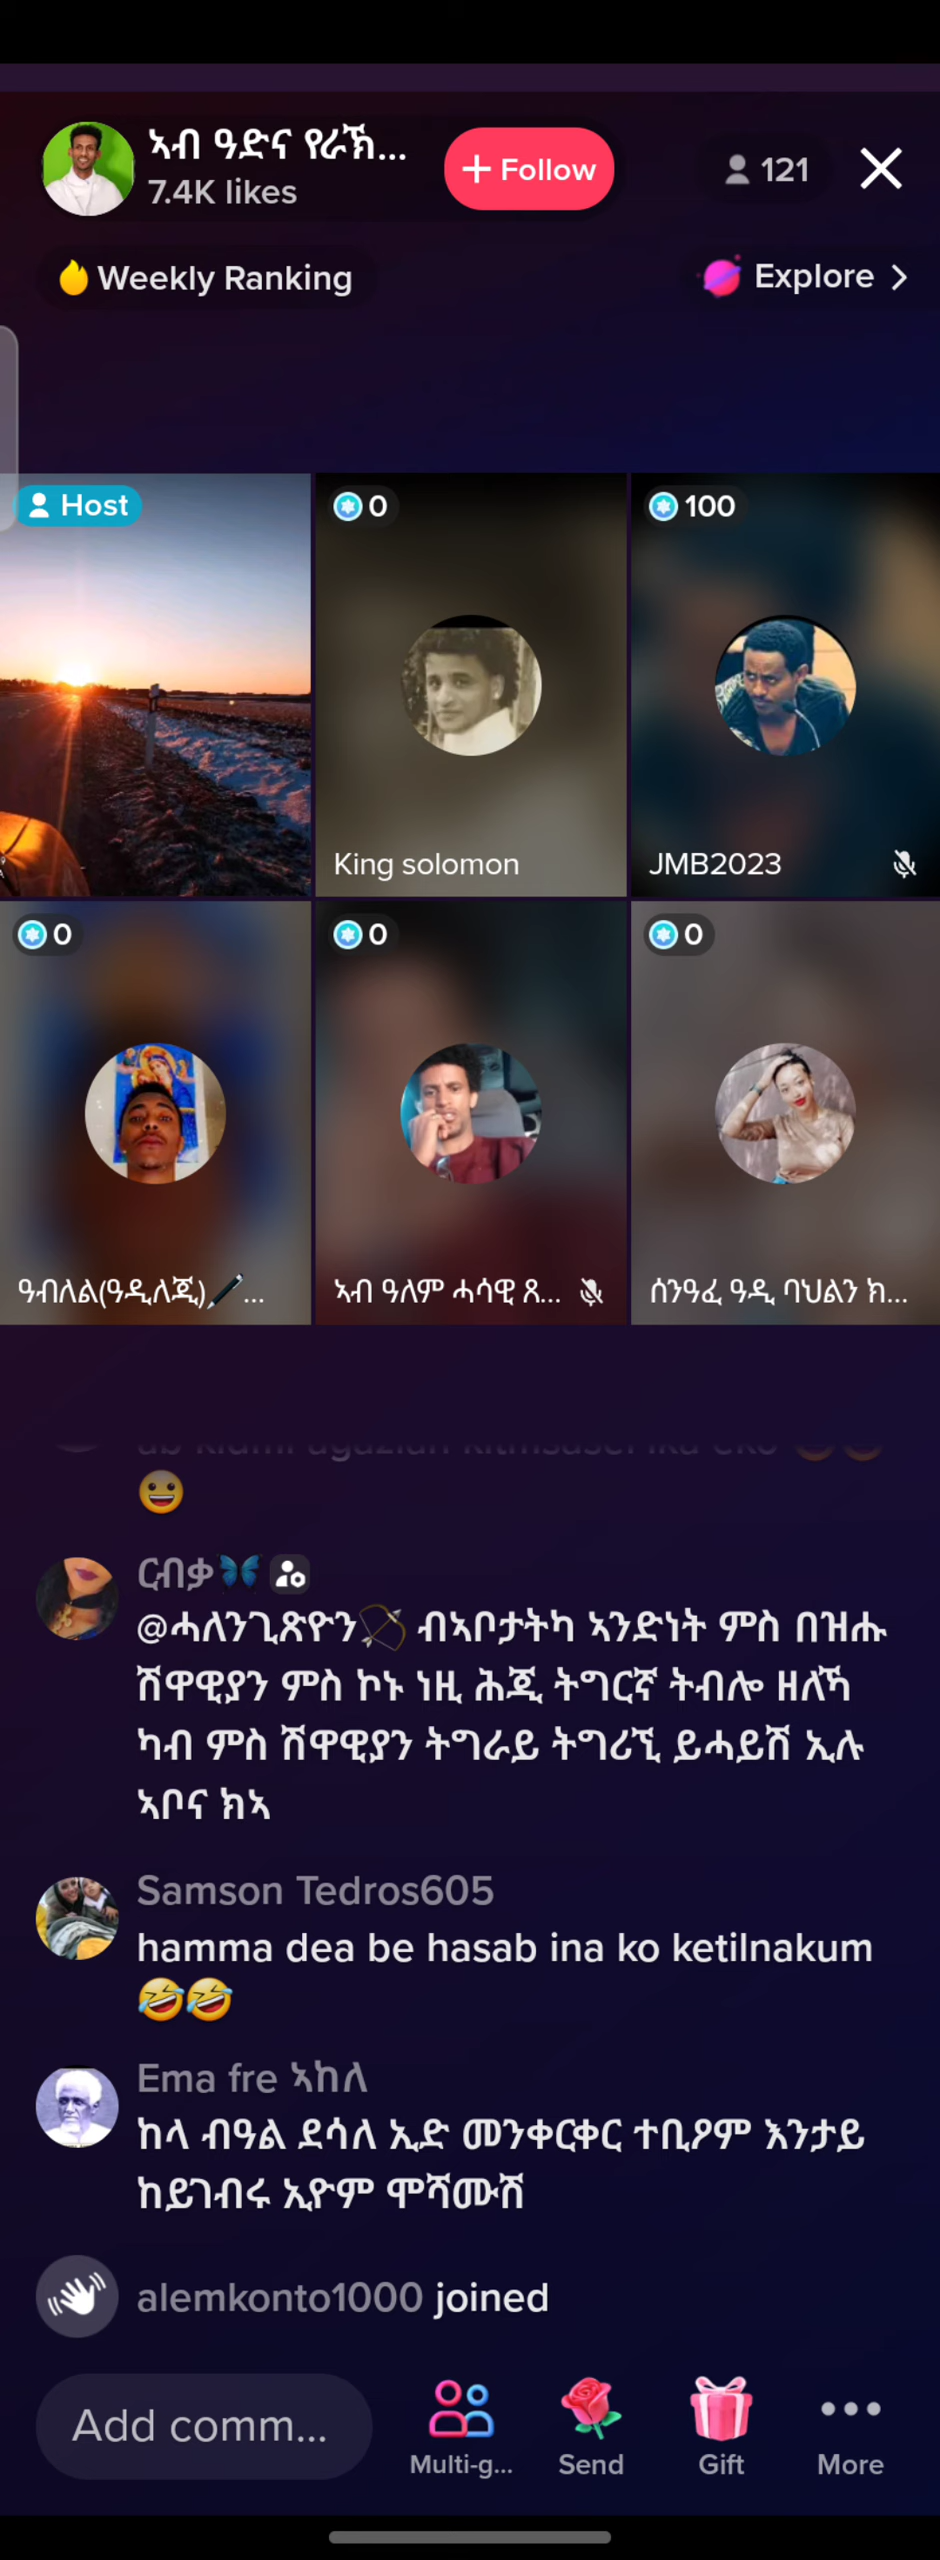 ኣብ ዓድና የራኽ...
7.4K likes
+ Follow
121
Weekly Ranking
Explore
Host
0
100
King solomon
JMB2023
0
0
0
ዓብለል(ዓዲለጂ)🖊...
ኣብ ዓለም ሓሳዊ ጸ...
ሰንዓፈ ዓዲ ባህልን ክ...
😀
ርብቃ🦋
@ሓለንጊጽዮን🏹 ብኣቦታትካ ኣንድነት ምስ በዝሑ
ሸዋዊያን ምስ ኮኑ ነዚ ሕጂ ትግርኛ ትብሎ ዘለኻ
ካብ ምስ ሸዋዊያን ትግራይ ትግሪኚ ይሓይሽ ኢሉ
ኣቦና ክኣ
Samson Tedros605
hamma dea be hasab ina ko ketilnakum
🤣🤣
Ema fre ኣከለ
ከላ ብዓል ደሳለ ኢድ መንቀርቀር ተቢዖም እንታይ
ከይገብሩ ኢዮም ሞሻሙሽ
alemkonto1000 joined
Add comm...
Multi-g...
Send
Gift
More